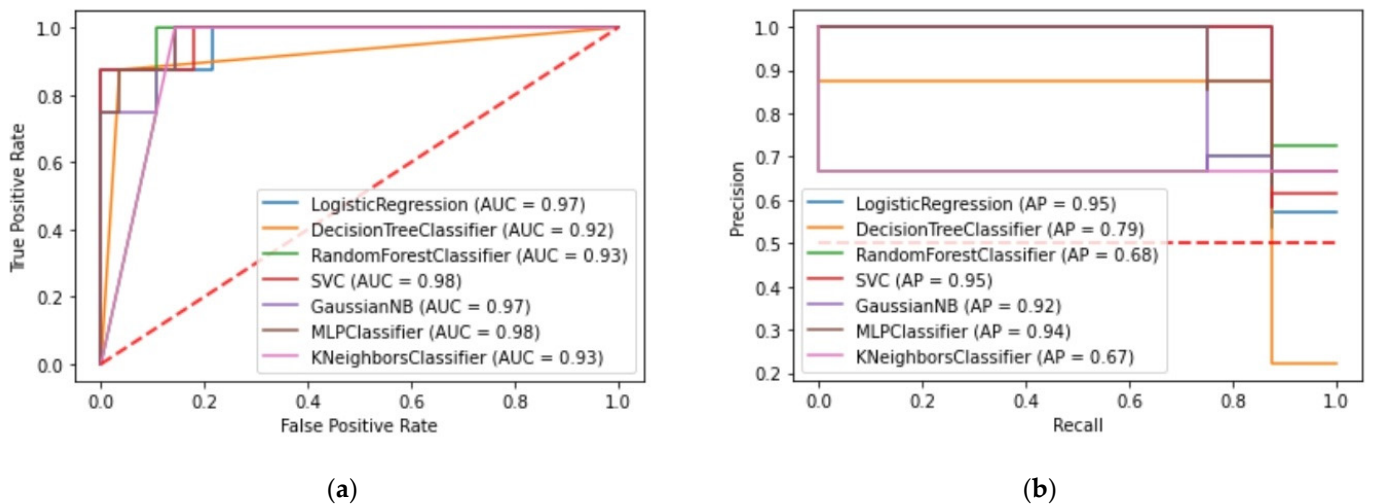 1.0
0.8
0.6
0.4
0.2
0.0
True Positive Rate
LogisticRegression (AUC = 0.97)
DecisionTreeClassifier (AUC = 0.92)
RandomForestClassifier (AUC = 0.93)
SVC (AUC = 0.98)
GaussianNB (AUC = 0.97)
MLPClassifier (AUC = 0.98)
KNeighborsClassifier (AUC = 0.93)
0.0 0.2 0.4 0.6 0.8 1.0
False Positive Rate
(a)
1.0
0.9
0.8
0.7
0.6
0.5
0.4
0.3
0.2
Precision
LogisticRegression (AP = 0.95)
DecisionTreeClassifier (AP = 0.79)
RandomForestClassifier (AP = 0.68)
SVC (AP = 0.95)
GaussianNB (AP = 0.92)
MLPClassifier (AP = 0.94)
KNeighborsClassifier (AP = 0.67)
0.0 0.2 0.4 0.6 0.8 1.0
Recall
(b)